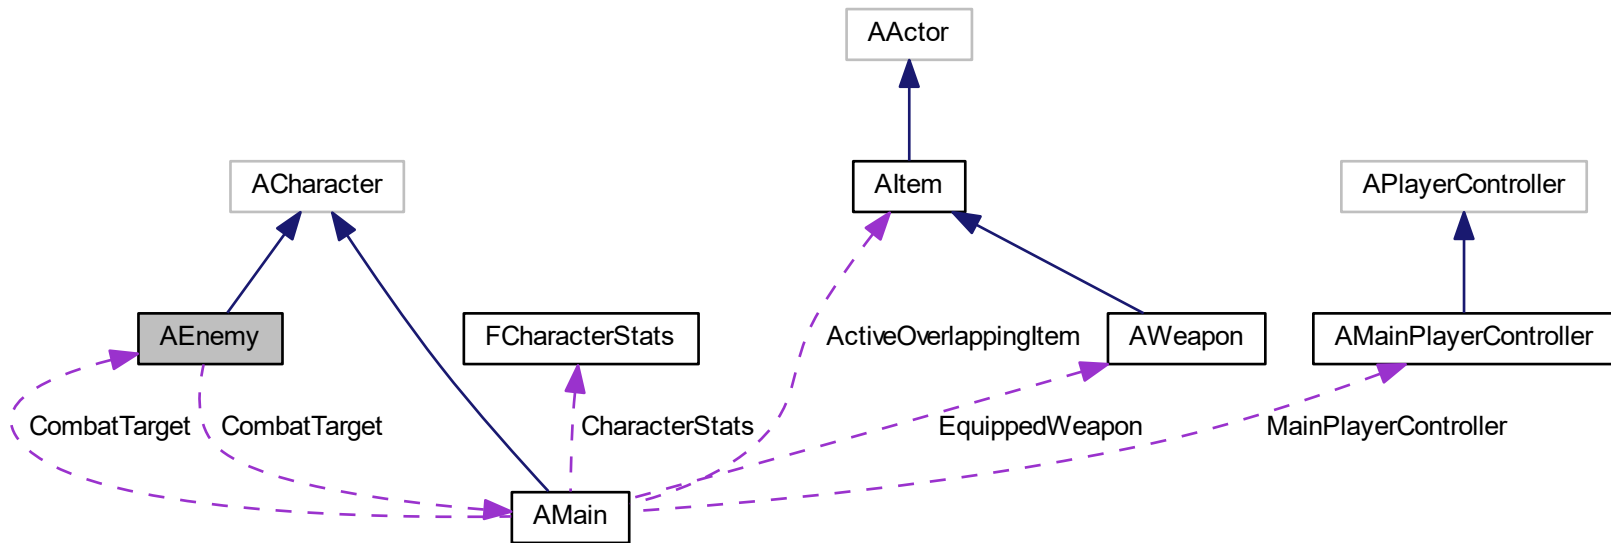 AActor
ACharacter
AItem
APlayerController
AEnemy
FCharacterStats
ActiveOverlappingItem
AWeapon
AMainPlayerController
CombatTarget
CombatTarget
CharacterStats
EquippedWeapon
MainPlayerController
AMain